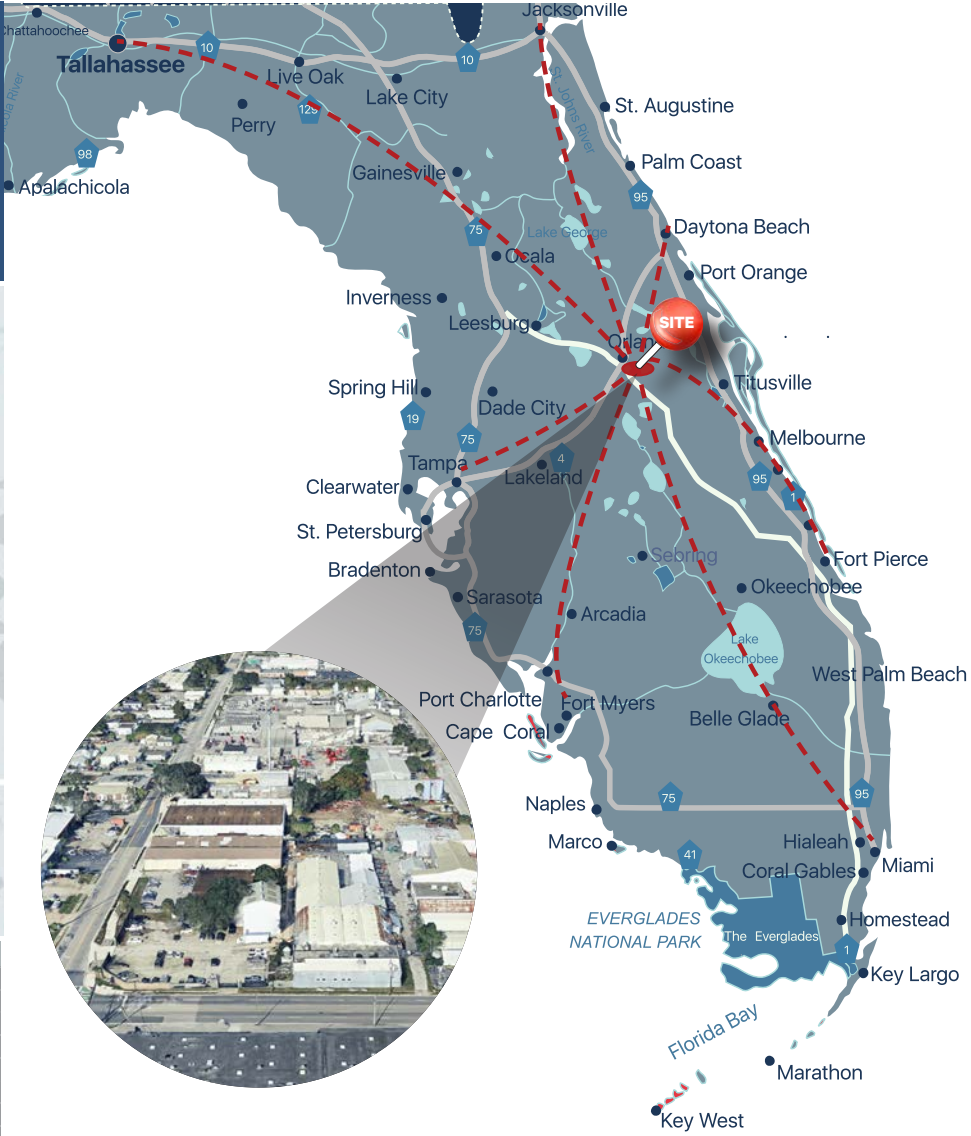 Jacksonville
Chattahoochee
10
Tallahassee
10
Live Oak
Lake City
St. Johns River
129
St. Augustine
Perry
98
Palm Coast
Gainesville
Apalachicola
95
75
Lake George
Daytona Beach
Ocala
Port Orange
Inverness
Leesburg
SITE
Orlan
Spring Hill
Titusville
Dade City
19
75
Melbourne
Tampa
4
Lakeland
95
Clearwater
1
St. Petersburg
Sebring
Fort Pierce
Bradenton
Okeechobee
Sarasota
Arcadia
75
Lake
Okeechobee
West Palm Beach
Port Charlotte
Fort Myers
Belle Glade
Cape Coral
75
95
Naples
Marco
Hialeah
41
Miami
Coral Gables
EVERGLADES
NATIONAL PARK
Homestead
The Everglades
1
Key Largo
Florida Bay
Marathon
Key West